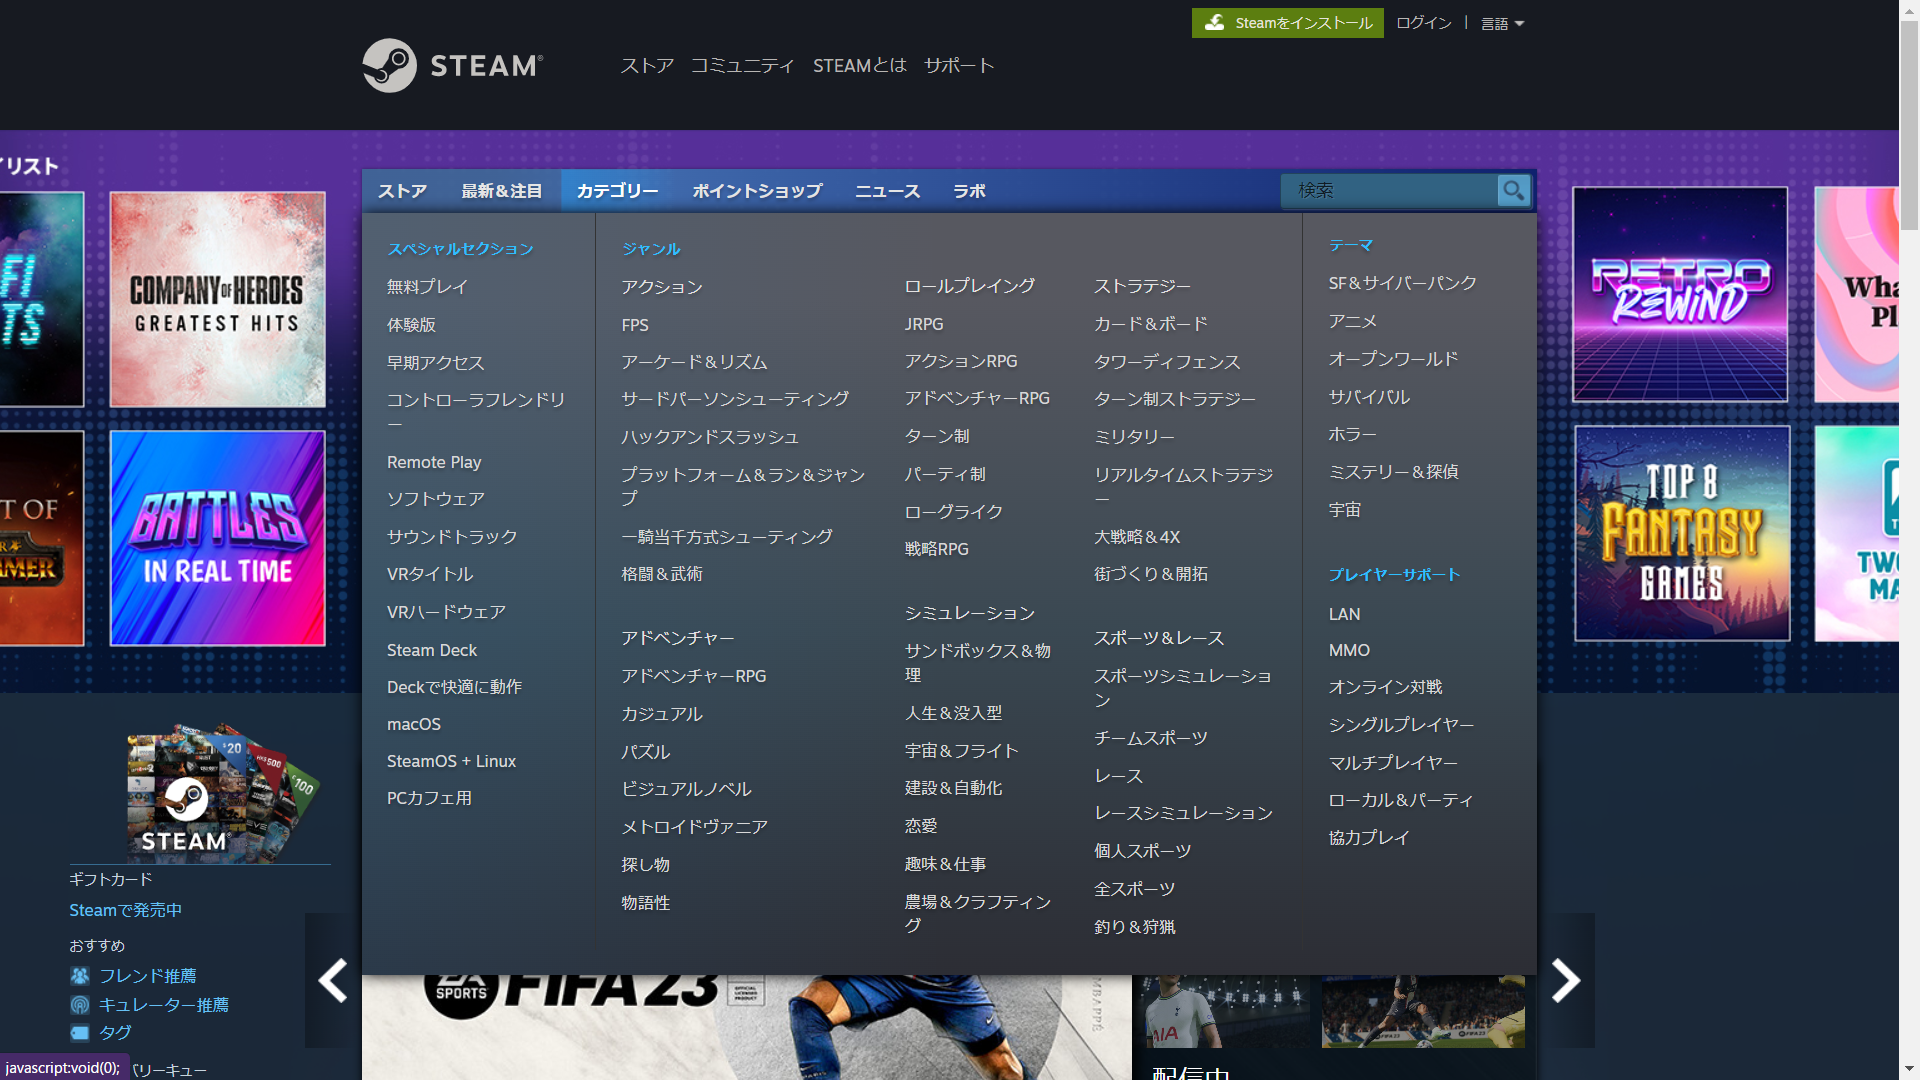 Steamをインストール
ログイン | 言語
STEAM®
ストア コミュニティ STEAMとは サポート
リスト
ストア 最新&注目 カテゴリー ポイントショップ ニュース ラボ
検索
COMPANY OF HEROES
GREATEST HITS
BATTLES
IN REAL TIME
スペシャルセクション
無料プレイ
体験版
早期アクセス
コントローラフレンドリ
ー
Remote Play
ソフトウェア
サウンドトラック
VRタイトル
VRハードウェア
Steam Deck
Deckで快適に動作
macOS
SteamOS + Linux
PCカフェ用
ジャンル
アクション
FPS
アーケード&リズム
サードパーソンシューティング
ハックアンドスラッシュ
プラットフォーム&ラン&ジャン
プ
一騎当千方式シューティング
格闘&武術
アドベンチャー
アドベンチャーRPG
カジュアル
パズル
ビジュアルノベル
メトロイドヴァニア
探し物
物語性
ロールプレイング
JRPG
アクションRPG
アドベンチャーRPG
ターン制
パーティ制
ローグライク
戦略RPG
シミュレーション
サンドボックス&物
理
人生&没入型
宇宙&フライト
建設&自動化
恋愛
趣味&仕事
農場&クラフティン
グ
ストラテジー
カード&ボード
タワーディフェンス
ターン制ストラテジー
ミリタリー
リアルタイムストラテジ
ー
大戦略&4X
街づくり&開拓
スポーツ&レース
スポーツシミュレーショ
ン
チームスポーツ
レース
レースシミュレーション
個人スポーツ
全スポーツ
釣り&狩猟
テーマ
SF&サイバーパンク
アニメ
オープンワールド
サバイバル
ホラー
ミステリー&探偵
宇宙
プレイヤーサポート
LAN
MMO
オンライン対戦
シングルプレイヤー
マルチプレイヤー
ローカル&パーティ
協力プレイ
RETRO
REWIND
TOP 8
FANTASY
GAMES
$20
500
100
STEAM
ギフトカード
Steamで発売中
おすすめ
フレンド推薦
キュレーター推薦
タグ
バリーキュー
javascript:void(0);
EA
SPORTS
FIFA 23
OFFICIAL
LICENSED
PRODUCT
MBAPPÉ
配信中